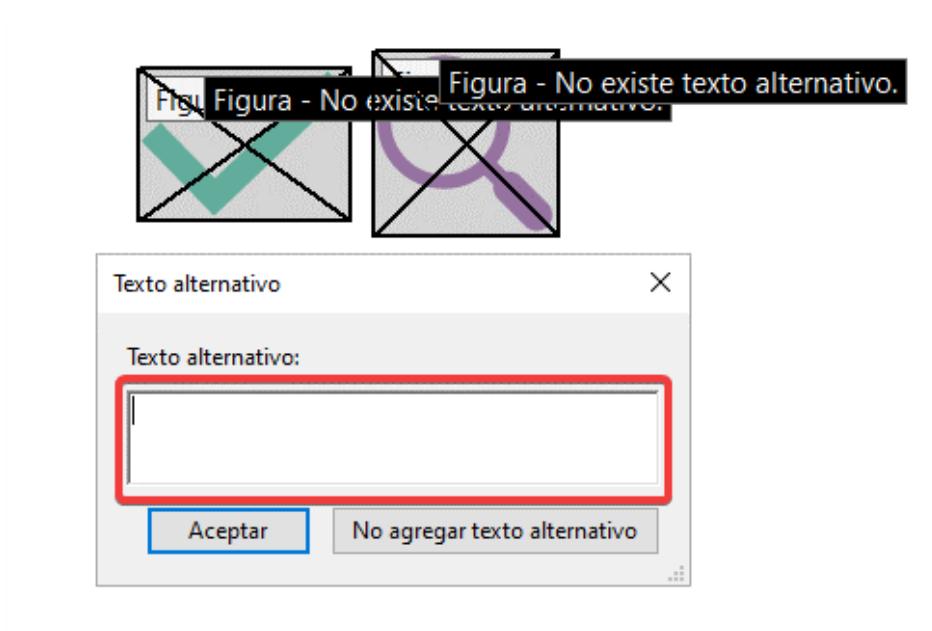 Figura - No existe texto alternativo.
Figu Figura - No existe texto alternativo.
Texto alternativo
Texto alternativo:
Aceptar
No agregar texto alternativo